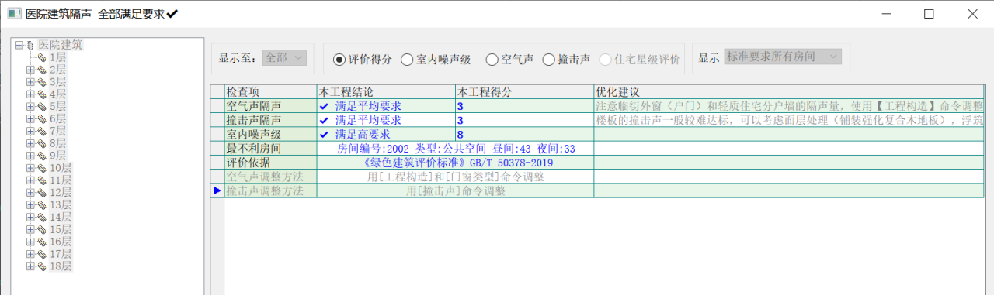 医院建筑隔声 全部满足要求✔
医院建筑
1层
2层
3层
4层
5层
6层
7层
8层
9层
10层
11层
12层
13层
14层
15层
16层
17层
18层
显示至: 全部 评价得分 室内噪声级 空气声 撞击声 住宅星级评价 显示 标准要求所有房间
检查项 本工程结论 本工程得分 优化建议
空气声隔声 ✔ 满足平均要求 3 注意临街外窗（户门）和轻质住宅分户墙的隔声量，使用【工程构造】命令调整
撞击声隔声 ✔ 满足平均要求 3 楼板的撞击声一般较难达标，可以考虑面层处理（铺装强化复合木地板），浮筑
室内噪声级 ✔ 满足高要求 8
最不利房间 房间编号:2002 类型:公共空间 昼间:43 夜间:33
评价依据 《绿色建筑评价标准》GB/T 50378-2019
空气声调整方法 用[工程构造]和[门窗类型]命令调整
撞击声调整方法 用[撞击声]命令调整